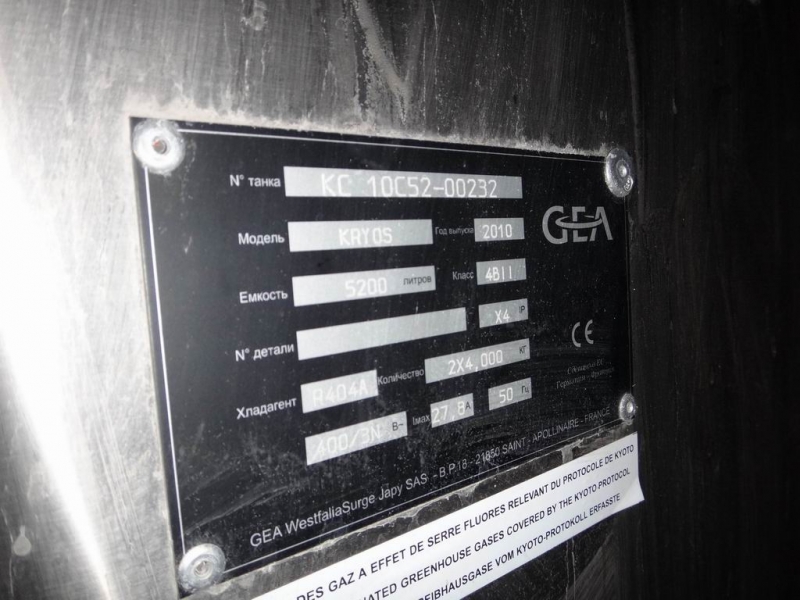 N° танка KC 10C52-00232
Модель KRYOS Год выпуска 2010
GEA
Емкость 5200 литров Класс 4BII
N° детали X4 IP
CE
Хладагент R404A Количество 2X4,000 КГ
400/3N В~ Iмах 27.8 A 50 Гц
GEA WestfaliaSurge Japy SAS - B.P.18 - 21850 SAINT - APOLLINAIRE - FRANCE
DES GAZ A EFFET DE SERRE FLUORES RELEVANT DU PROTOCOLE DE KYOTO
GREENHOUSE GASES COVERED BY THE KYOTO-PROTOCOL
VOM KYOTO-PROTOKOLL ERFASSTE